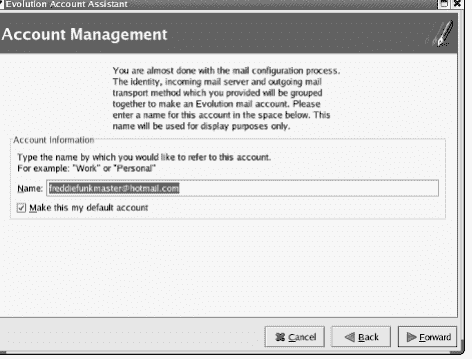 Evolution Account Assistant
Account Management
You are almost done with the mail configuration process.
The identity, incoming mail server and outgoing mail
transport method which you provided will be grouped
together to make an Evolution mail account. Please
enter a name for this account in the space below. This
name will be used for display purposes only.
Account Information
Type the name by which you would like to refer to this account.
For example: "Work" or "Personal"
Name: freddiefunkmaster@hotmail.com
Make this my default account
Cancel Back Forward